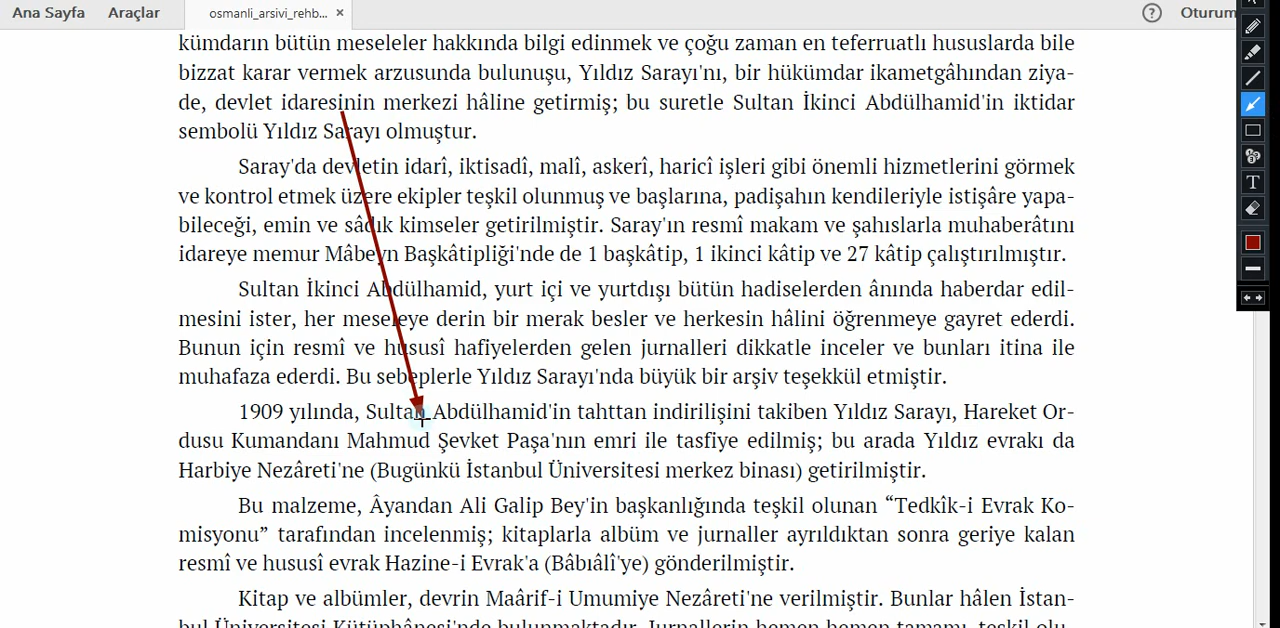 Ana Sayfa Araçlar osmanli_arsivi_rehb... × ? Oturum
kümdarın bütün meseleler hakkında bilgi edinmek ve çoğu zaman en teferruatlı hususlarda bile
bizzat karar vermek arzusunda bulunuşu, Yıldız Sarayı'nı, bir hükümdar ikametgâhından ziya-
de, devlet idaresinin merkezi hâline getirmiş; bu suretle Sultan İkinci Abdülhamid'in iktidar
sembolü Yıldız Sarayı olmuştur.
Saray'da devletin idarî, iktisadî, malî, askerî, haricî işleri gibi önemli hizmetlerini görmek
ve kontrol etmek üzere ekipler teşkil olunmuş ve başlarına, padişahın kendileriyle istişâre yapa-
bileceği, emin ve sâdık kimseler getirilmiştir. Saray'ın resmî makam ve şahıslarla muhaberâtını
idareye memur Mâbeyn Başkâtipliği'nde de 1 başkâtip, 1 ikinci kâtip ve 27 kâtip çalıştırılmıştır.
Sultan İkinci Abdülhamid, yurt içi ve yurtdışı bütün hadiselerden ânında haberdar edil-
mesini ister, her meseleye derin bir merak besler ve herkesin hâlini öğrenmeye gayret ederdi.
Bunun için resmî ve hususî hafiyelerden gelen jurnalleri dikkatle inceler ve bunları itina ile
muhafaza ederdi. Bu sebeplerle Yıldız Sarayı'nda büyük bir arşiv teşekkül etmiştir.
1909 yılında, Sultan Abdülhamid'in tahttan indirilişini takiben Yıldız Sarayı, Hareket Or-
dusu Kumandanı Mahmud Şevket Paşa'nın emri ile tasfiye edilmiş; bu arada Yıldız evrakı da
Harbiye Nezâreti'ne (Bugünkü İstanbul Üniversitesi merkez binası) getirilmiştir.
Bu malzeme, Âyandan Ali Galip Bey'in başkanlığında teşkil olunan “Tedkîk-i Evrak Ko-
misyonu” tarafından incelenmiş; kitaplarla albüm ve jurnaller ayrıldıktan sonra geriye kalan
resmî ve hususî evrak Hazine-i Evrak'a (Bâbıâlî'ye) gönderilmiştir.
Kitap ve albümler, devrin Maârif-i Umumiye Nezâreti'ne verilmiştir. Bunlar hâlen İstan-
bul Üniversitesi Kütüphânesi'nde bulunmaktadır. Jurnallerin hemen hemen tamamı, teşkil olu-